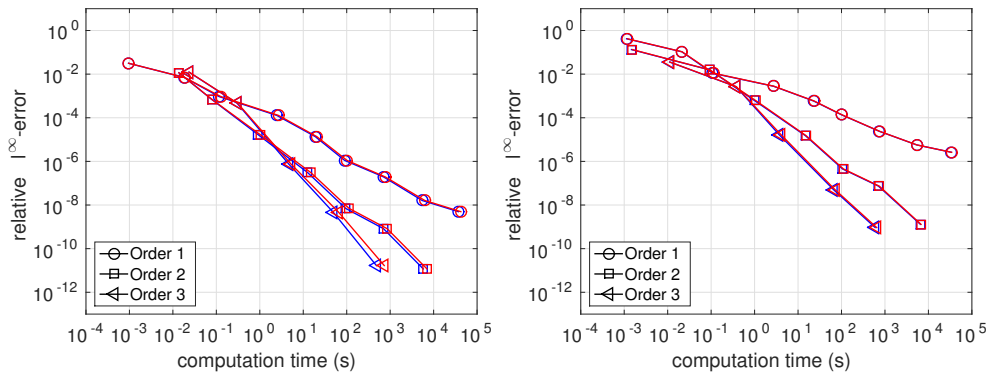 10^0
10^-2
10^-4
10^-6
10^-8
10^-10
10^-12
relative l^∞-error
Order 1
Order 2
Order 3
10^-4 10^-3 10^-2 10^-1 10^0 10^1 10^2 10^3 10^4 10^5
computation time (s)
10^0
10^-2
10^-4
10^-6
10^-8
10^-10
10^-12
relative l^∞-error
Order 1
Order 2
Order 3
10^-4 10^-3 10^-2 10^-1 10^0 10^1 10^2 10^3 10^4 10^5
computation time (s)